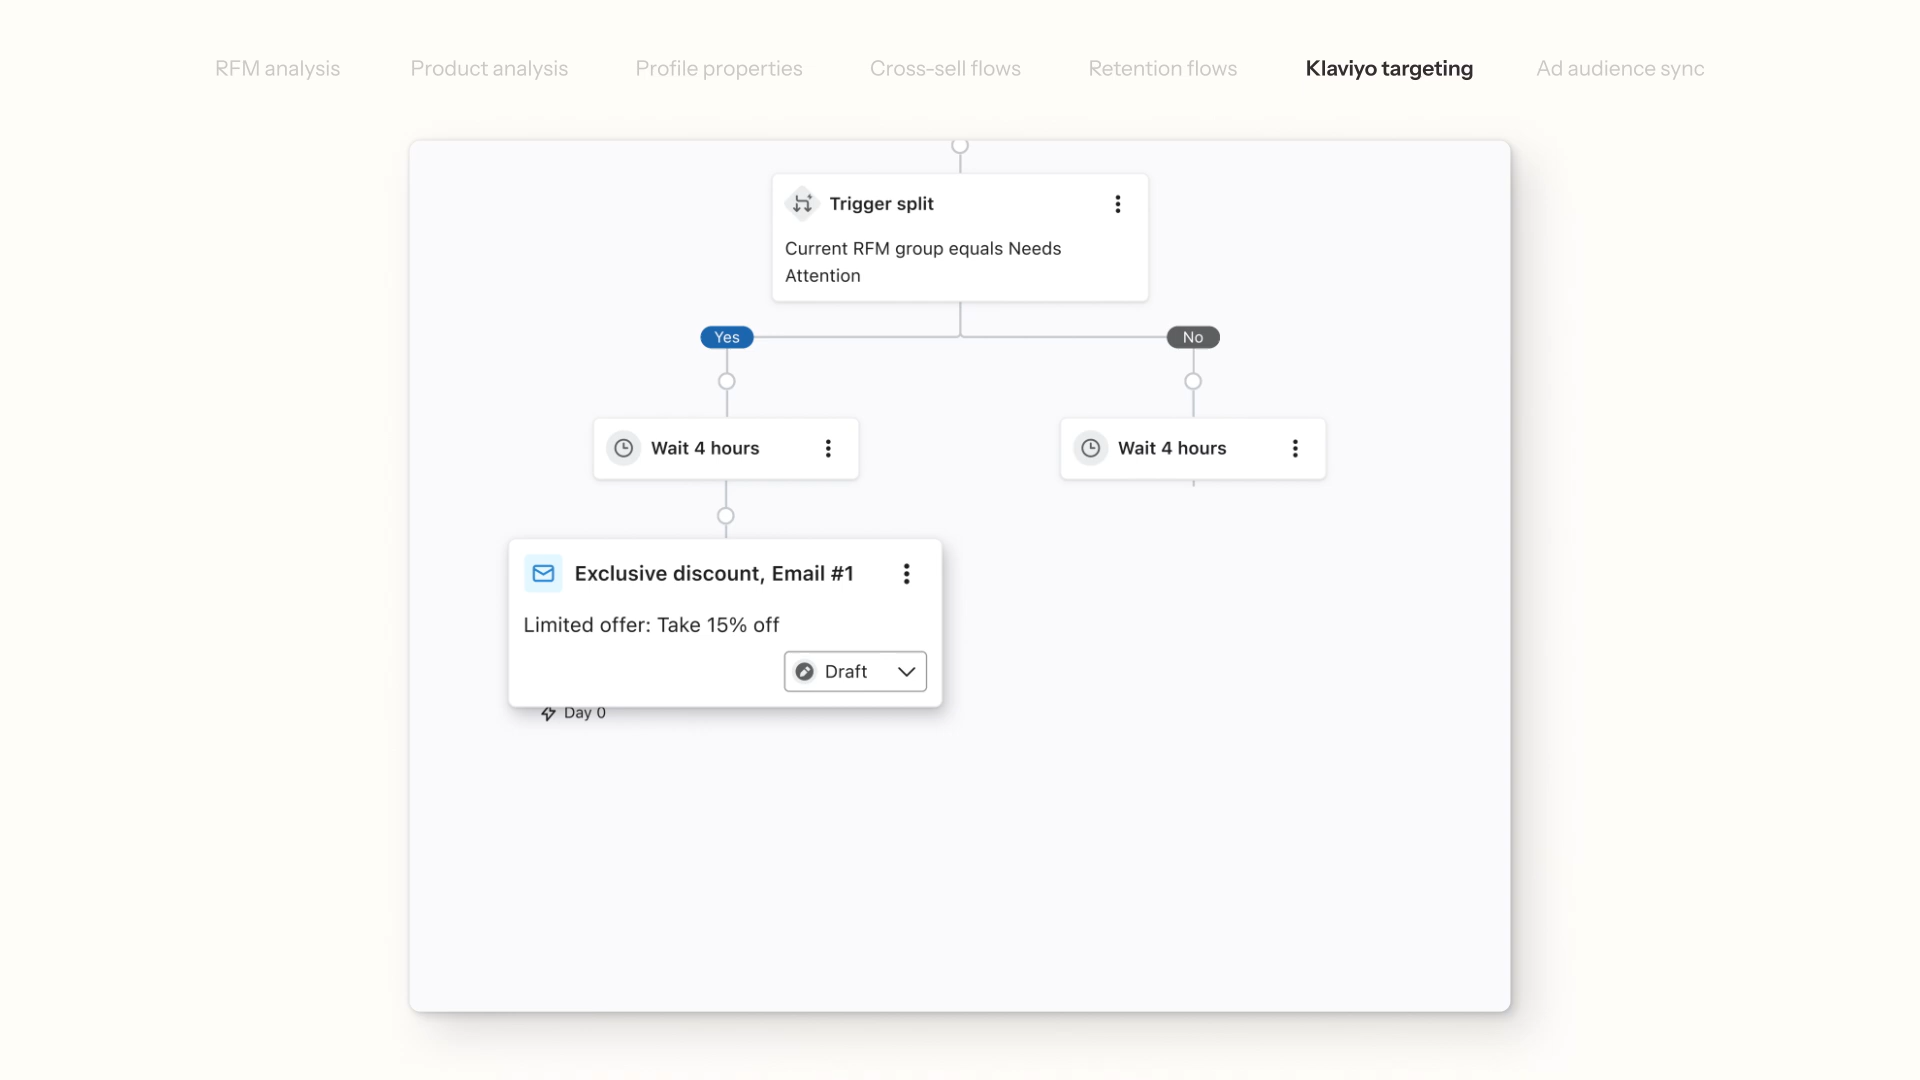 RFM analysis
Product analysis
Profile properties
Cross-sell flows
Retention flows
Klaviyo targeting
Ad audience sync
Trigger split
Current RFM group equals Needs
Attention
Yes
No
Wait 4 hours
Wait 4 hours
Exclusive discount, Email #1
Limited offer: Take 15% off
Draft
Day 0